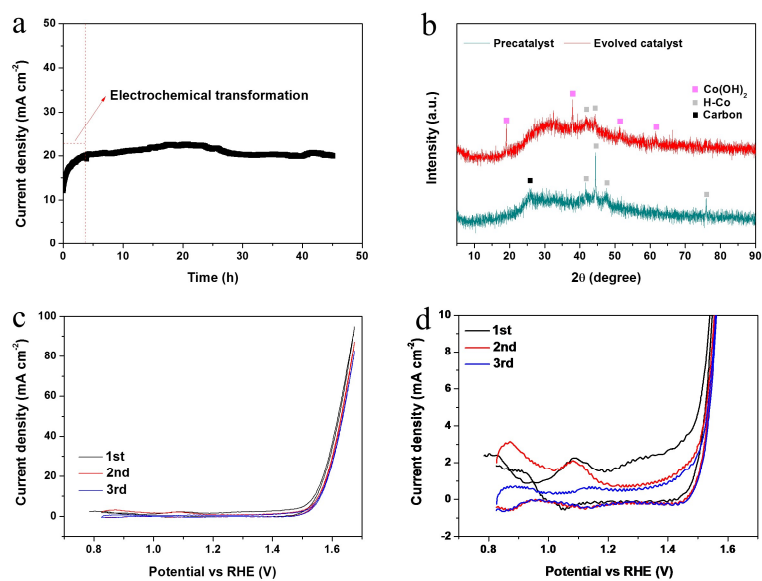 a
Current density (mA cm-2)
50
40
30
20
10
0
Electrochemical transformation
0 10 20 30 40 50
Time (h)
b
Intensity (a.u.)
Precatalyst Evolved catalyst
Co(OH)2
H-Co
Carbon
10 20 30 40 50 60 70 80 90
2θ (degree)
c
Current density (mA cm-2)
100
80
60
40
20
0
1st
2nd
3rd
0.8 1.0 1.2 1.4 1.6
Potential vs RHE (V)
d
Current density (mA cm-2)
10
8
6
4
2
0
-2
1st
2nd
3rd
0.8 1.0 1.2 1.4 1.6
Potential vs RHE (V)